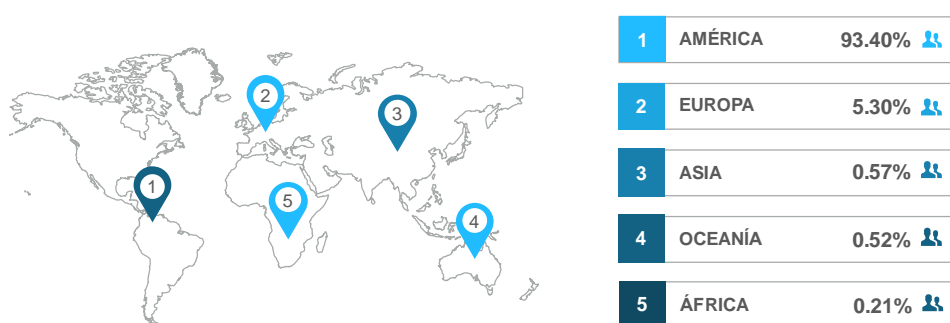 2
3
1
5
4
1 AMÉRICA 93.40%
2 EUROPA 5.30%
3 ASIA 0.57%
4 OCEANÍA 0.52%
5 ÁFRICA 0.21%